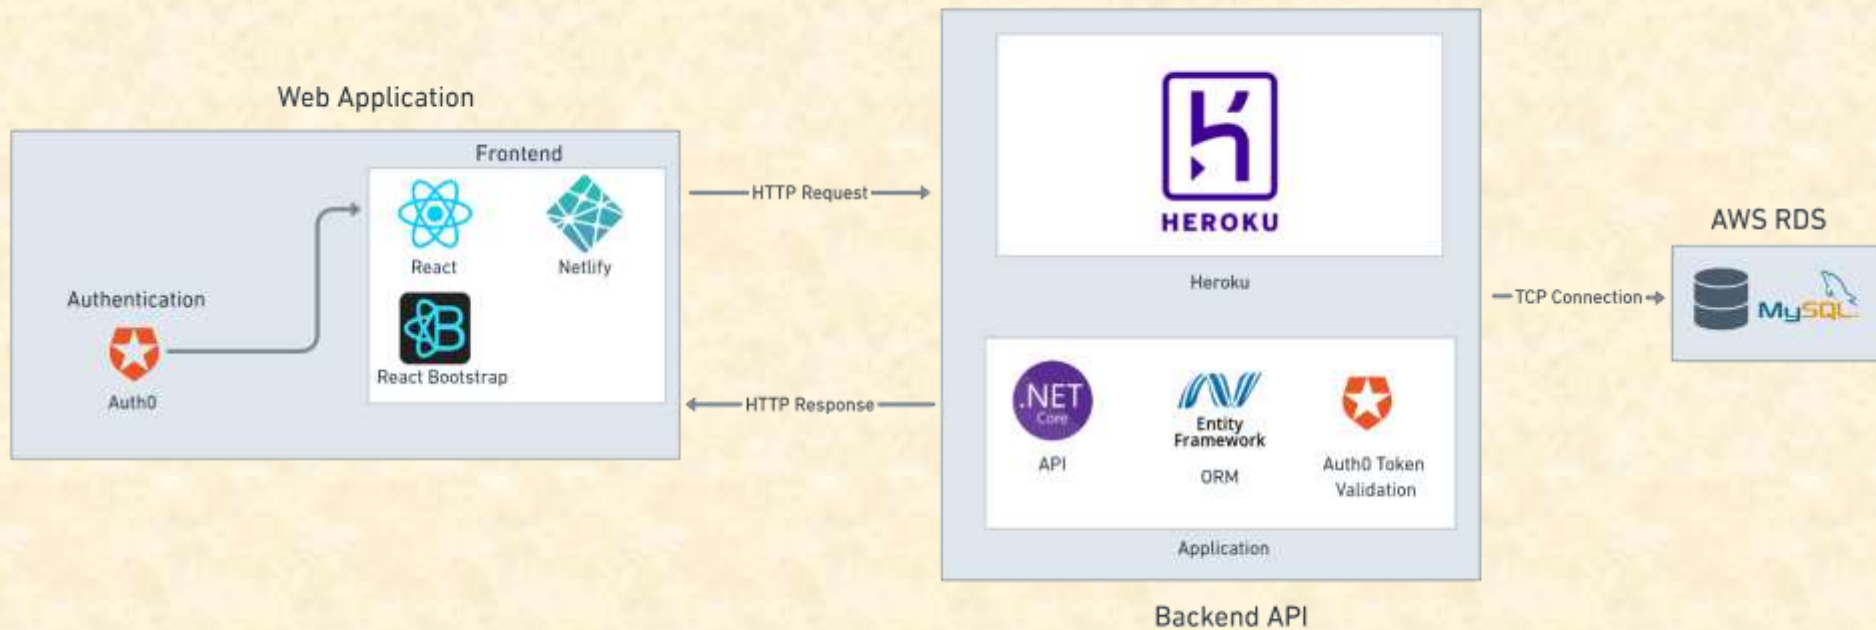 Web Application
Frontend
React
Netlify
React Bootstrap
Authentication
Auth0
HTTP Request
HTTP Response
HEROKU
Heroku
.NET
Core
API
Entity
Framework
ORM
Auth0 Token
Validation
Application
Backend API
TCP Connection
AWS RDS
MySQL